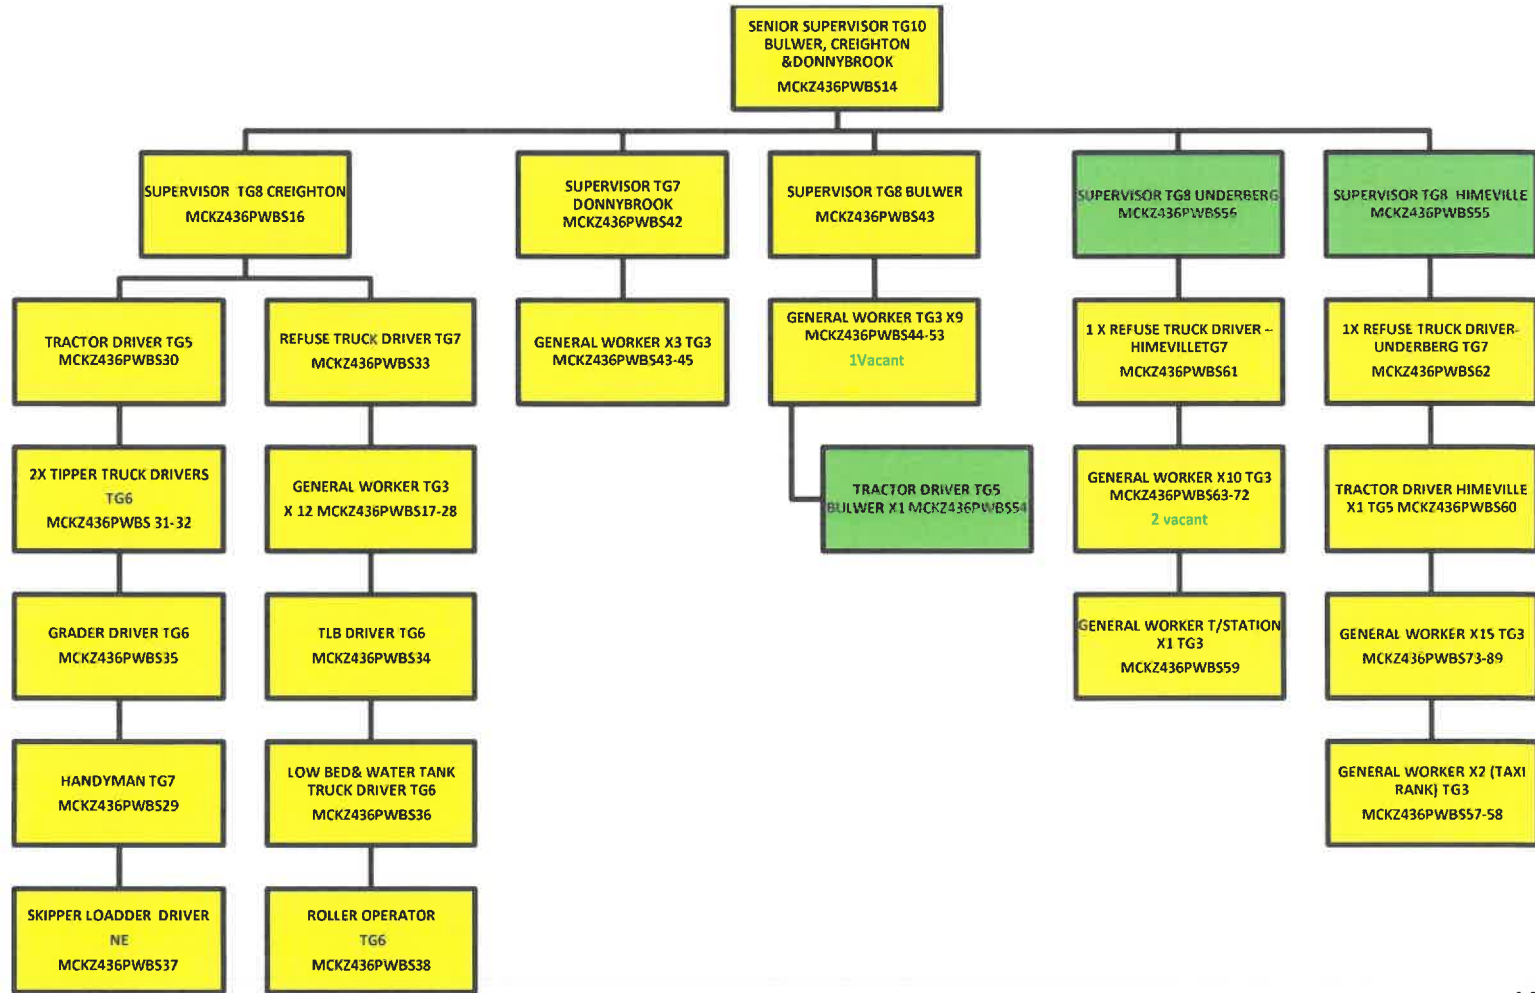 SENIOR SUPERVISOR TG10
BULWER, CREIGHTON
&DONNYBROOK
MCKZ436PWBS14
SUPERVISOR TG8 CREIGHTON
MCKZ436PWBS16
SUPERVISOR TG7
DONNYBROOK
MCKZ436PWBS42
SUPERVISOR TG8 BULWER
MCKZ436PWBS43
SUPERVISOR TG8 UNDERBERG
MCKZ436PWBS56
SUPERVISOR TG8 HIMEVILLE
MCKZ436PWBS55
TRACTOR DRIVER TG5
MCKZ436PWBS30
REFUSE TRUCK DRIVER TG7
MCKZ436PWBS33
GENERAL WORKER X3 TG3
MCKZ436PWBS43-45
GENERAL WORKER TG3 X9
MCKZ436PWBS44-53
1Vacant
1 X REFUSE TRUCK DRIVER –
HIMEVILLETG7
MCKZ436PWBS61
1X REFUSE TRUCK DRIVER-
UNDERBERG TG7
MCKZ436PWBS62
2X TIPPER TRUCK DRIVERS
TG6
MCKZ436PWBS 31-32
GENERAL WORKER TG3
X 12 MCKZ436PWBS17-28
TRACTOR DRIVER TG5
BULWER X1 MCKZ436PWBS54
GENERAL WORKER X10 TG3
MCKZ436PWBS63-72
2 vacant
TRACTOR DRIVER HIMEVILLE
X1 TG5 MCKZ436PWBS60
GRADER DRIVER TG6
MCKZ436PWBS35
TLB DRIVER TG6
MCKZ436PWBS34
GENERAL WORKER T/STATION
X1 TG3
MCKZ436PWBS59
GENERAL WORKER X15 TG3
MCKZ436PWBS73-89
HANDYMAN TG7
MCKZ436PWBS29
LOW BED& WATER TANK
TRUCK DRIVER TG6
MCKZ436PWBS36
GENERAL WORKER X2 (TAXI
RANK) TG3
MCKZ436PWBS57-58
SKIPPER LOADDER DRIVER
NE
MCKZ436PWBS37
ROLLER OPERATOR
TG6
MCKZ436PWBS38